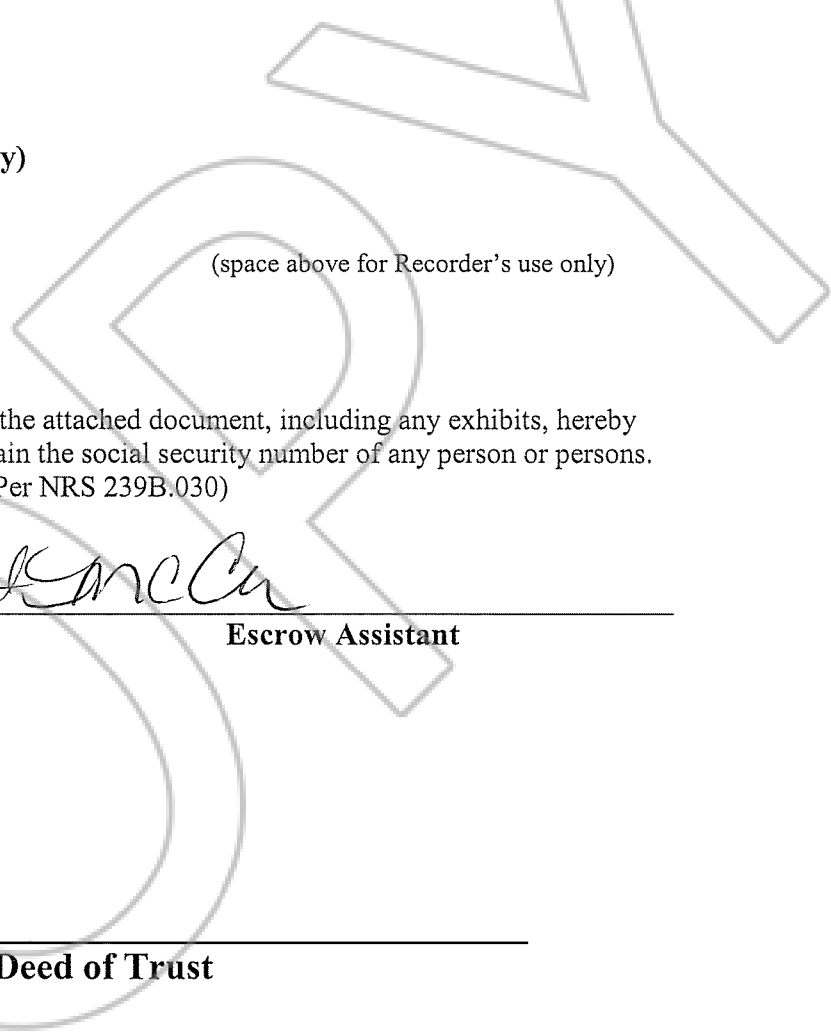 y)
(space above for Recorder's use only)
the attached document, including any exhibits, hereby
ain the social security number of any person or persons.
Per NRS 239B.030)
Escrow Assistant
Deed of Trust
OPY